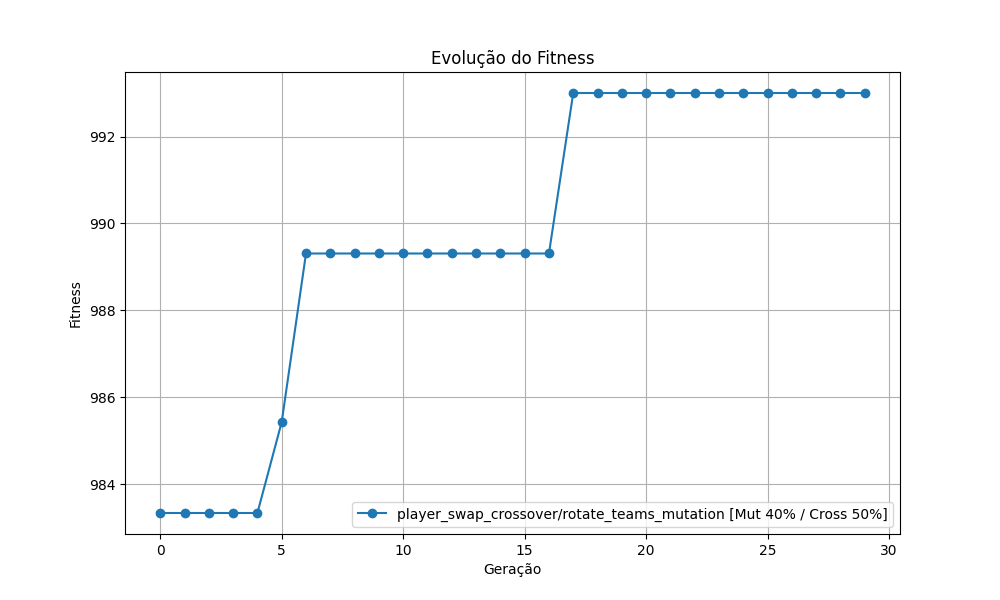 Evolução do Fitness
Fitness
992
990
988
986
984
player_swap_crossover/rotate_teams_mutation [Mut 40% / Cross 50%]
0 5 10 15 20 25 30
Geração